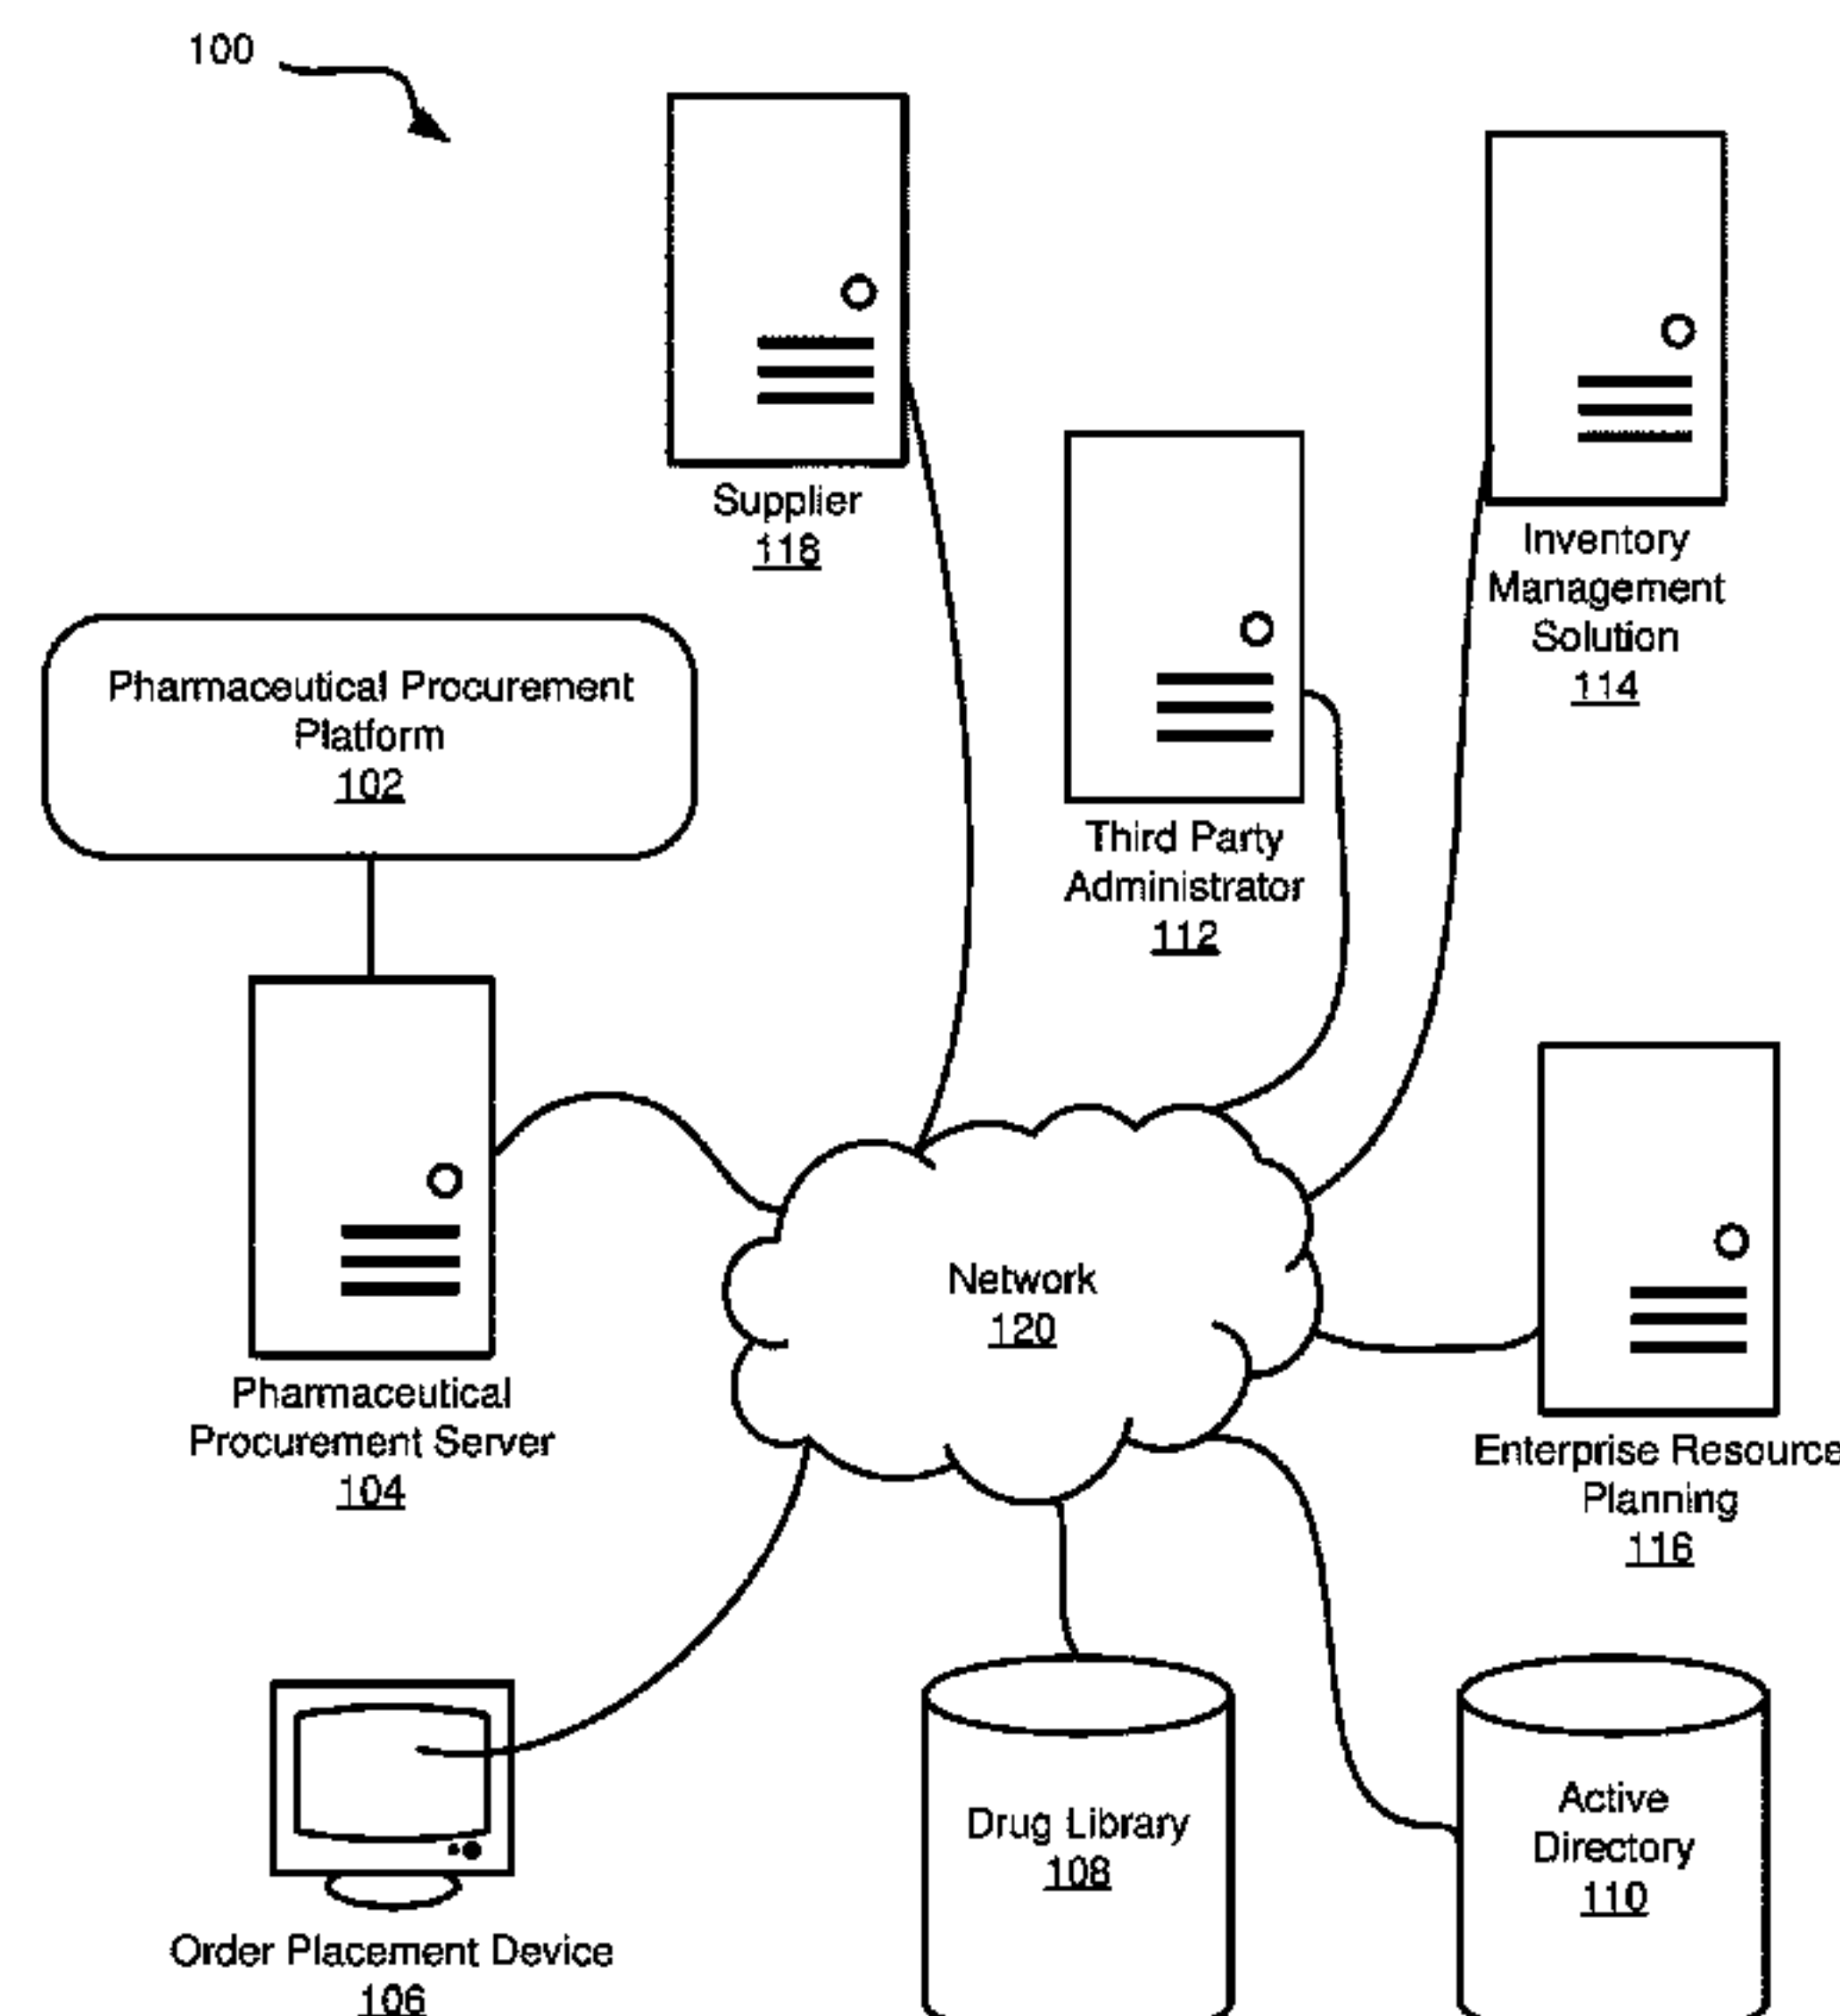 100
Supplier
118
Inventory
Management
Solution
114
Pharmaceutical Procurement
Platform
102
Third Party
Administrator
112
Network
120
Pharmaceutical
Procurement Server
104
Enterprise Resource
Planning
116
Order Placement Device
106
Drug Library
108
Active
Directory
110